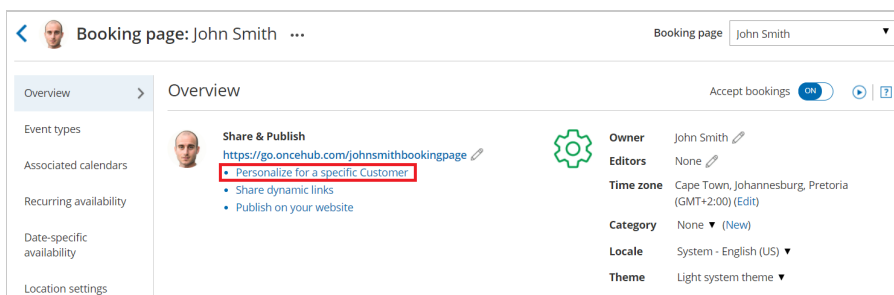 Booking page: John Smith ...
Booking page John Smith
Overview
Event types
Associated calendars
Recurring availability
Date-specific
availability
Location settings
Overview
Accept bookings ON
?
Share & Publish
https://go.oncehub.com/johnsmithbookingpage
• Personalize for a specific Customer
• Share dynamic links
• Publish on your website
Owner John Smith
Editors None
Time zone Cape Town, Johannesburg, Pretoria
(GMT+2:00) (Edit)
Category None (New)
Locale System - English (US)
Theme Light system theme